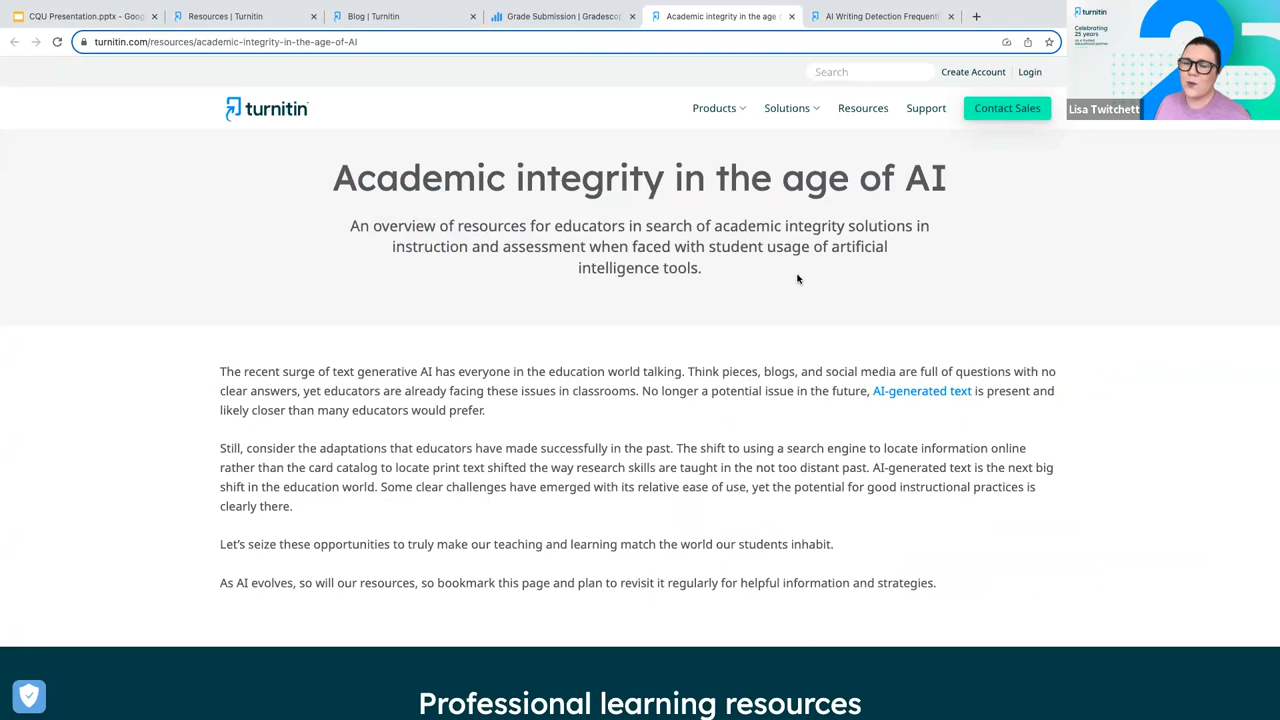 CQU Presentation.pptx - Goog
Resources | Turnitin
Blog | Turnitin
Grade Submission | Gradesco
Academic integrity in the age o
AI Writing Detection Frequentl
turnitin.com/resources/academic-integrity-in-the-age-of-AI
turnitin
Celebrating
25 years
as a trusted
educational partner
Lisa Twitchett
Search
Create Account
Login
turnitin
Products
Solutions
Resources
Support
Contact Sales
Academic integrity in the age of AI
An overview of resources for educators in search of academic integrity solutions in
instruction and assessment when faced with student usage of artificial
intelligence tools.
The recent surge of text generative AI has everyone in the education world talking. Think pieces, blogs, and social media are full of questions with no
clear answers, yet educators are already facing these issues in classrooms. No longer a potential issue in the future, AI-generated text is present and
likely closer than many educators would prefer.
Still, consider the adaptations that educators have made successfully in the past. The shift to using a search engine to locate information online
rather than the card catalog to locate print text shifted the way research skills are taught in the not too distant past. AI-generated text is the next big
shift in the education world. Some clear challenges have emerged with its relative ease of use, yet the potential for good instructional practices is
clearly there.
Let's seize these opportunities to truly make our teaching and learning match the world our students inhabit.
As AI evolves, so will our resources, so bookmark this page and plan to revisit it regularly for helpful information and strategies.
Professional learning resources